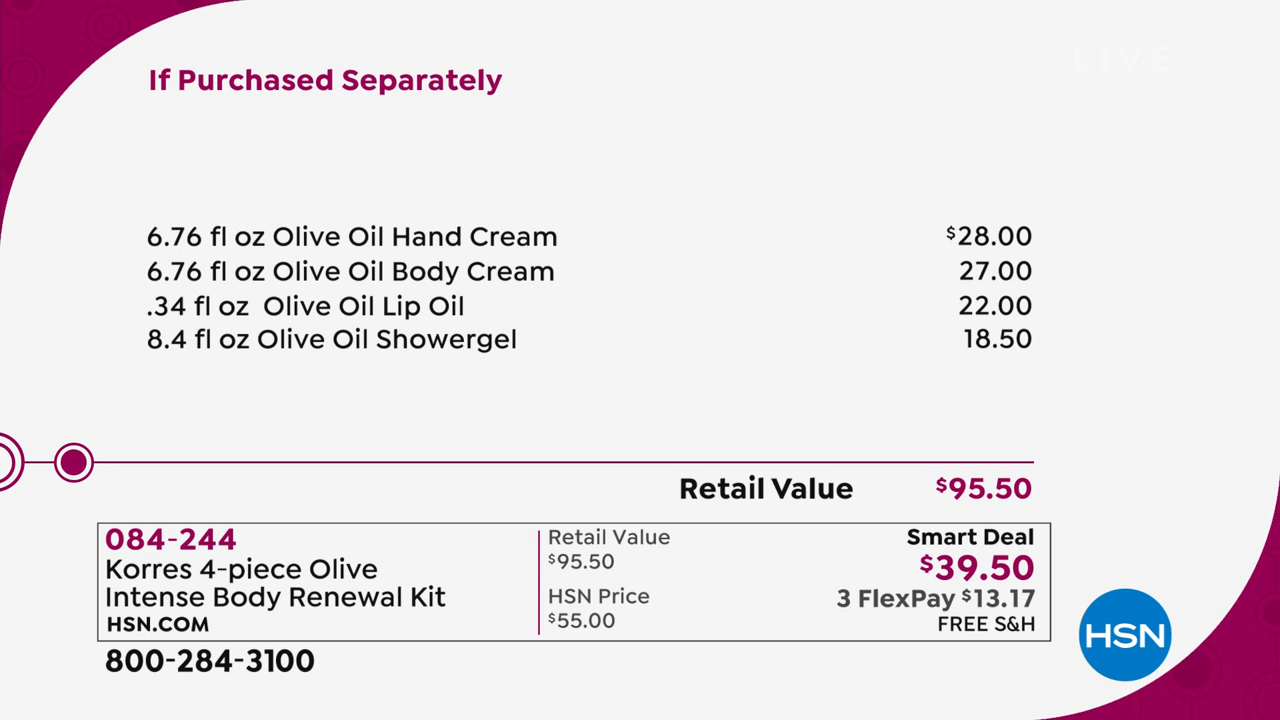 LIVE
If Purchased Separately
6.76 fl oz Olive Oil Hand Cream $28.00
6.76 fl oz Olive Oil Body Cream 27.00
.34 fl oz Olive Oil Lip Oil 22.00
8.4 fl oz Olive Oil Showergel 18.50
Retail Value $95.50
084-244
Korres 4-piece Olive
Intense Body Renewal Kit
HSN.COM
Retail Value
$95.50
HSN Price
$55.00
Smart Deal
$39.50
3 FlexPay $13.17
FREE S&H
800-284-3100
HSN